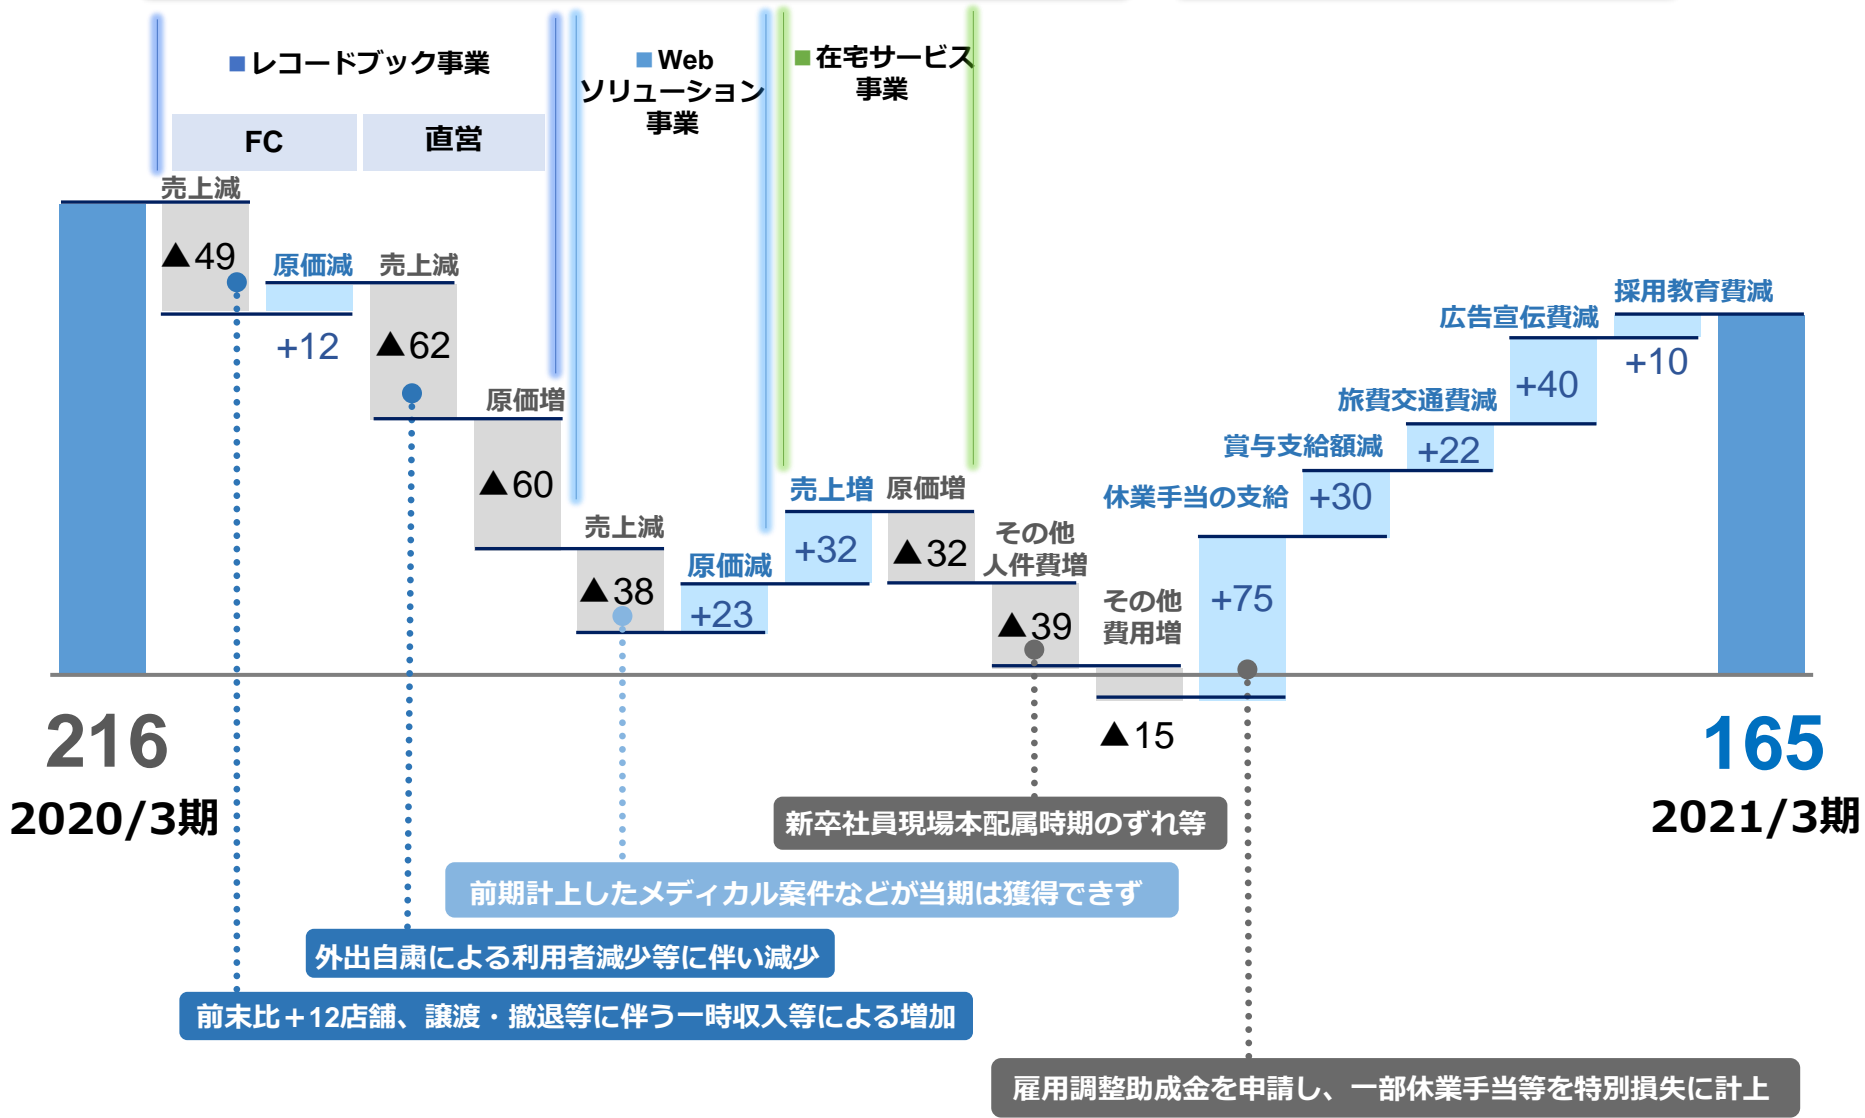 ■レコードブック事業
FC
直営
■Web
ソリューション
事業
■在宅サービス
事業
売上減
▲49
原価減
+12
売上減
▲62
原価増
▲60
売上減
▲38
原価減
+23
売上増
+32
原価増
▲32
その他
人件費増
▲39
その他
費用増
▲15
休業手当の支給
+75
賞与支給額減
+30
旅費交通費減
+22
広告宣伝費減
+40
採用教育費減
+10
216
2020/3期
165
2021/3期
新卒社員現場本配属時期のずれ等
前期計上したメディカル案件などが当期は獲得できず
外出自粛による利用者減少等に伴い減少
前末比＋12店舗、譲渡・撤退等に伴う一時収入等による増加
雇用調整助成金を申請し、一部休業手当等を特別損失に計上